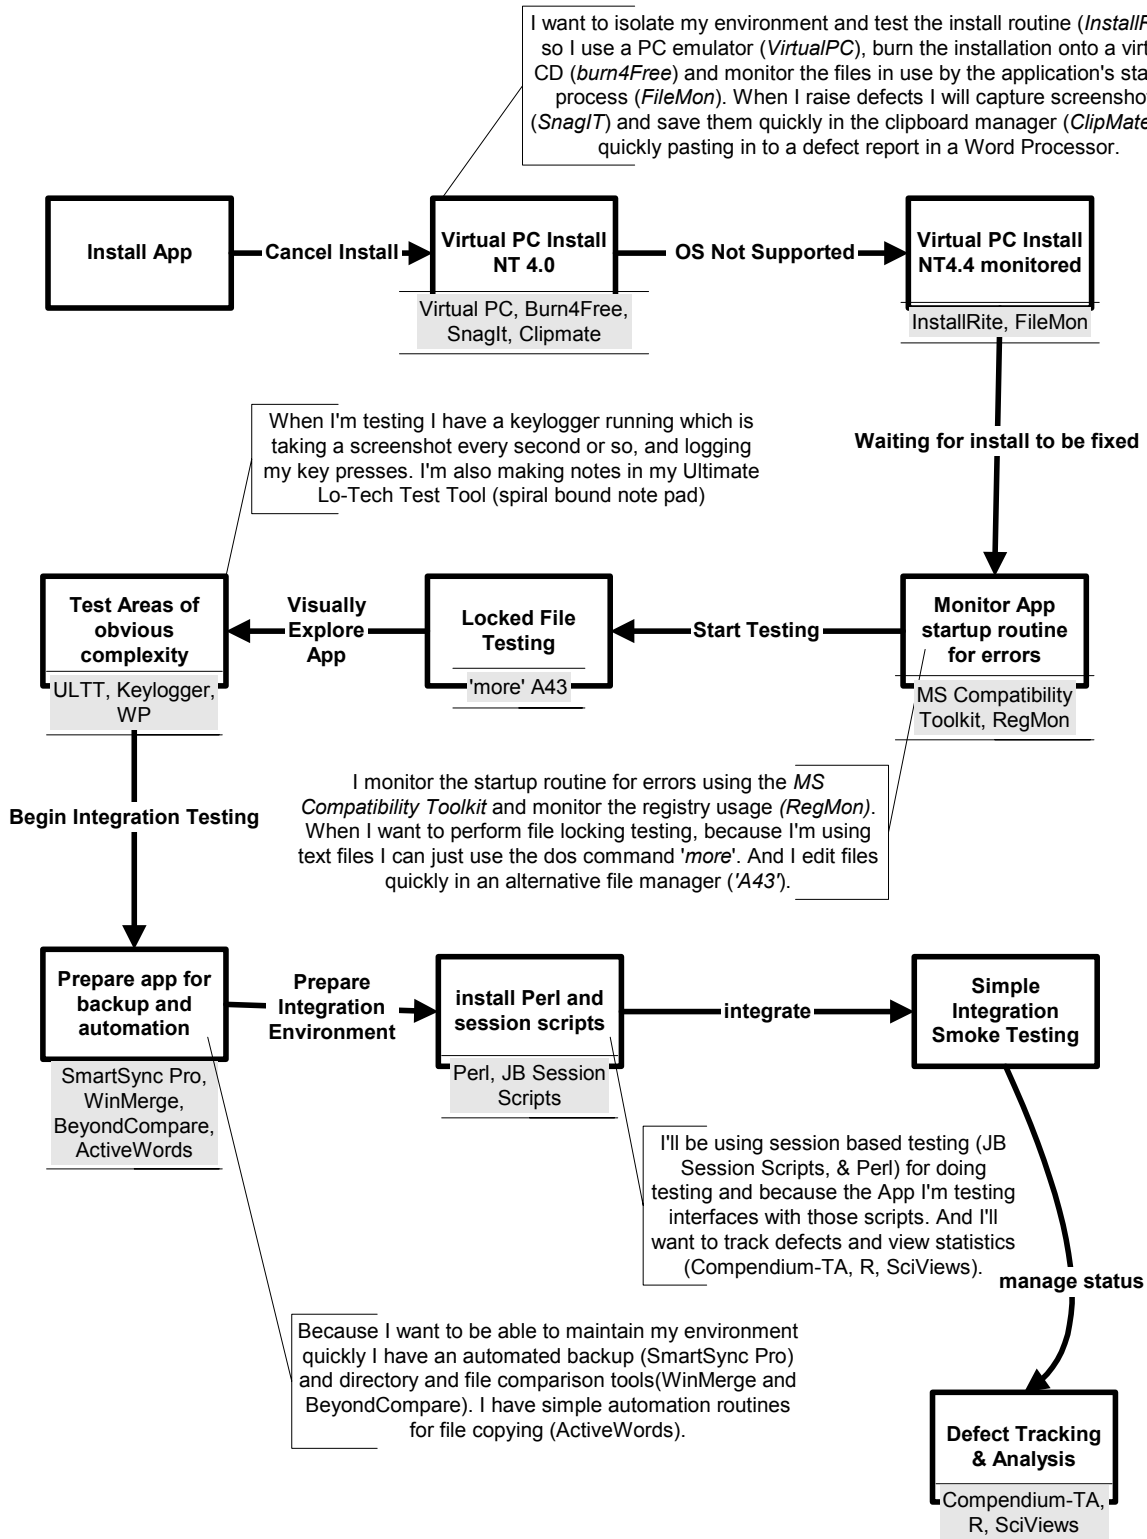 I want to isolate my environment and test the install routine (
so I use a PC emulator (VirtualPC), burn the installation onto a
CD (burn4Free) and monitor the files in use by the application's
process (FileMon). When I raise defects I will capture
(SnagIT) and save them quickly in the clipboard manager (
quickly pasting in to a defect report in a Word Processor.
Install App
Cancel Install
Virtual PC Install
NT 4.0
Virtual PC, Burn4Free,
SnagIt, Clipmate
OS Not Supported
Virtual PC Install
NT4.4 monitored
InstallRite, FileMon
Waiting for install to be fixed
When I'm testing I have a keylogger running which is
taking a screenshot every second or so, and logging
my key presses. I'm also making notes in my Ultimate
Lo-Tech Test Tool (spiral bound note pad)
Monitor App
startup routine
for errors
MS Compatibility
Toolkit, RegMon
Start Testing
Locked File
Testing
'more' A43
Visually
Explore
App
Test Areas of
obvious
complexity
ULTT, Keylogger,
WP
I monitor the startup routine for errors using the MS
Compatibility Toolkit and monitor the registry usage (RegMon).
When I want to perform file locking testing, because I'm using
text files I can just use the dos command 'more'. And I edit files
quickly in an alternative file manager ('A43').
Begin Integration Testing
Prepare app for
backup and
automation
SmartSync Pro,
WinMerge,
BeyondCompare,
ActiveWords
Prepare
Integration
Environment
install Perl and
session scripts
Perl, JB Session
Scripts
integrate
Simple
Integration
Smoke Testing
I'll be using session based testing (JB
Session Scripts, & Perl) for doing
testing and because the App I'm testing
interfaces with those scripts. And I'll
want to track defects and view statistics
(Compendium-TA, R, SciViews).
manage status
Because I want to be able to maintain my environment
quickly I have an automated backup (SmartSync Pro)
and directory and file comparison tools(WinMerge and
BeyondCompare). I have simple automation routines
for file copying (ActiveWords).
Defect Tracking
& Analysis
Compendium-TA,
R, SciViews